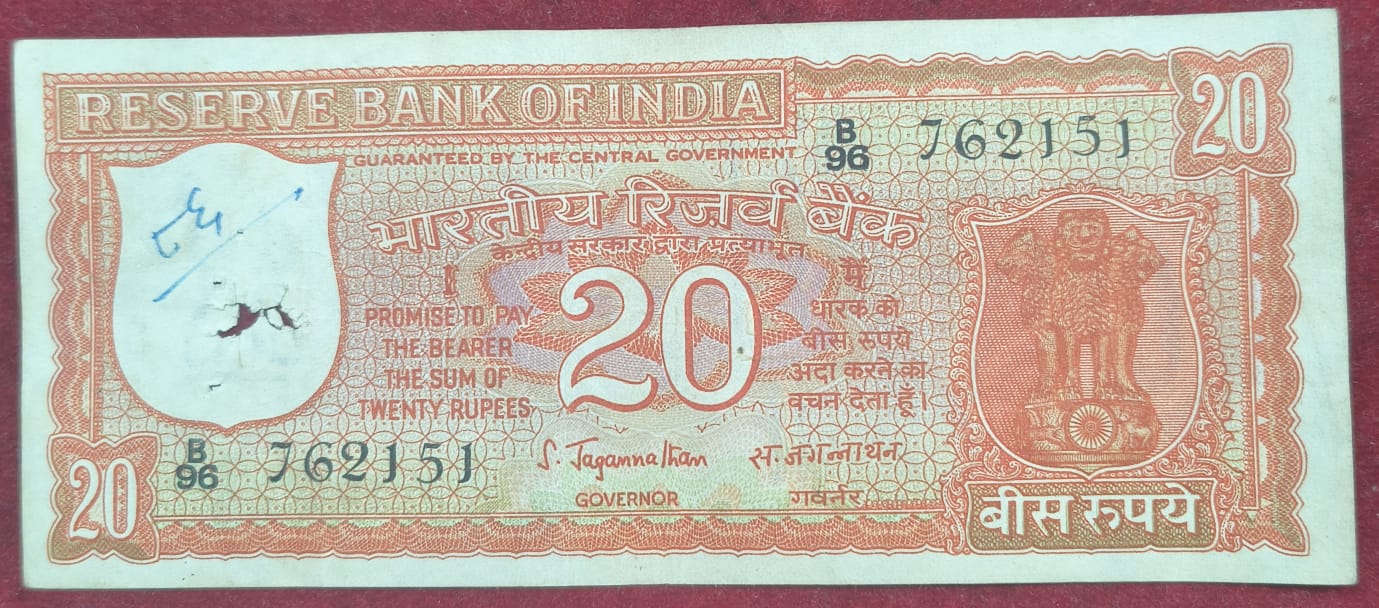 RESERVE BANK OF INDIA
20
GUARANTEED BY THE CENTRAL GOVERNMENT
B
96 762151
भारतीय रिज़र्व बैंक
केन्द्रीय सरकार द्वारा प्रत्याभूत
I
PROMISE TO PAY
THE BEARER
THE SUM OF
TWENTY RUPEES
20
मैं
धारक को
बीस रुपये
अदा करने का
वचन देता हूँ।
B
96 762151
S. Jagannathan
स. जगन्नाथन
GOVERNOR
गवर्नर
20
बीस रुपये